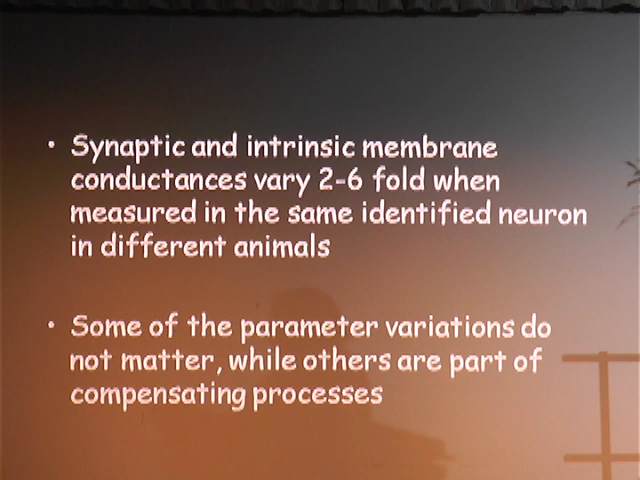 • Synaptic and intrinsic membrane
conductances vary 2-6 fold when
measured in the same identified neuron
in different animals
• Some of the parameter variations do
not matter, while others are part of
compensating processes